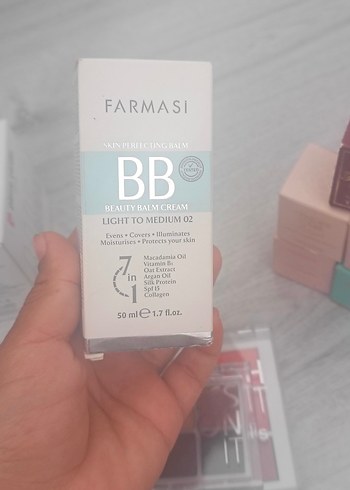 FARMASI
SKIN PERFECTING BALM
BB
BEAUTY BALM CREAM
LIGHT TO MEDIUM 02
Evens • Covers • Illuminates
Moisturises • Protects your skin
7 in 1
Macadamia Oil
Vitamin B₅
Oat Extract
Argan Oil
Silk Protein
Spf 15
Collagen
50 ml ℮ 1.7 fl.oz.